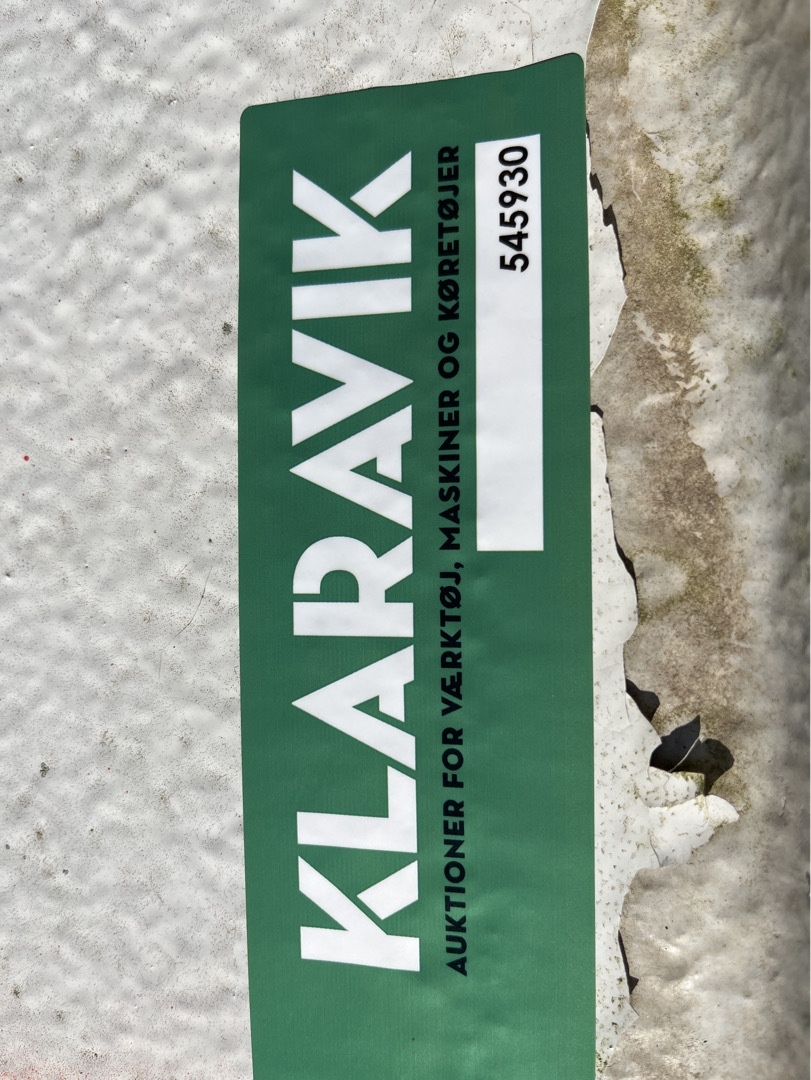 KLARAVIK
AUKTIONER FOR VÆRKTØJ, MASKINER OG KØRETØJER
545930